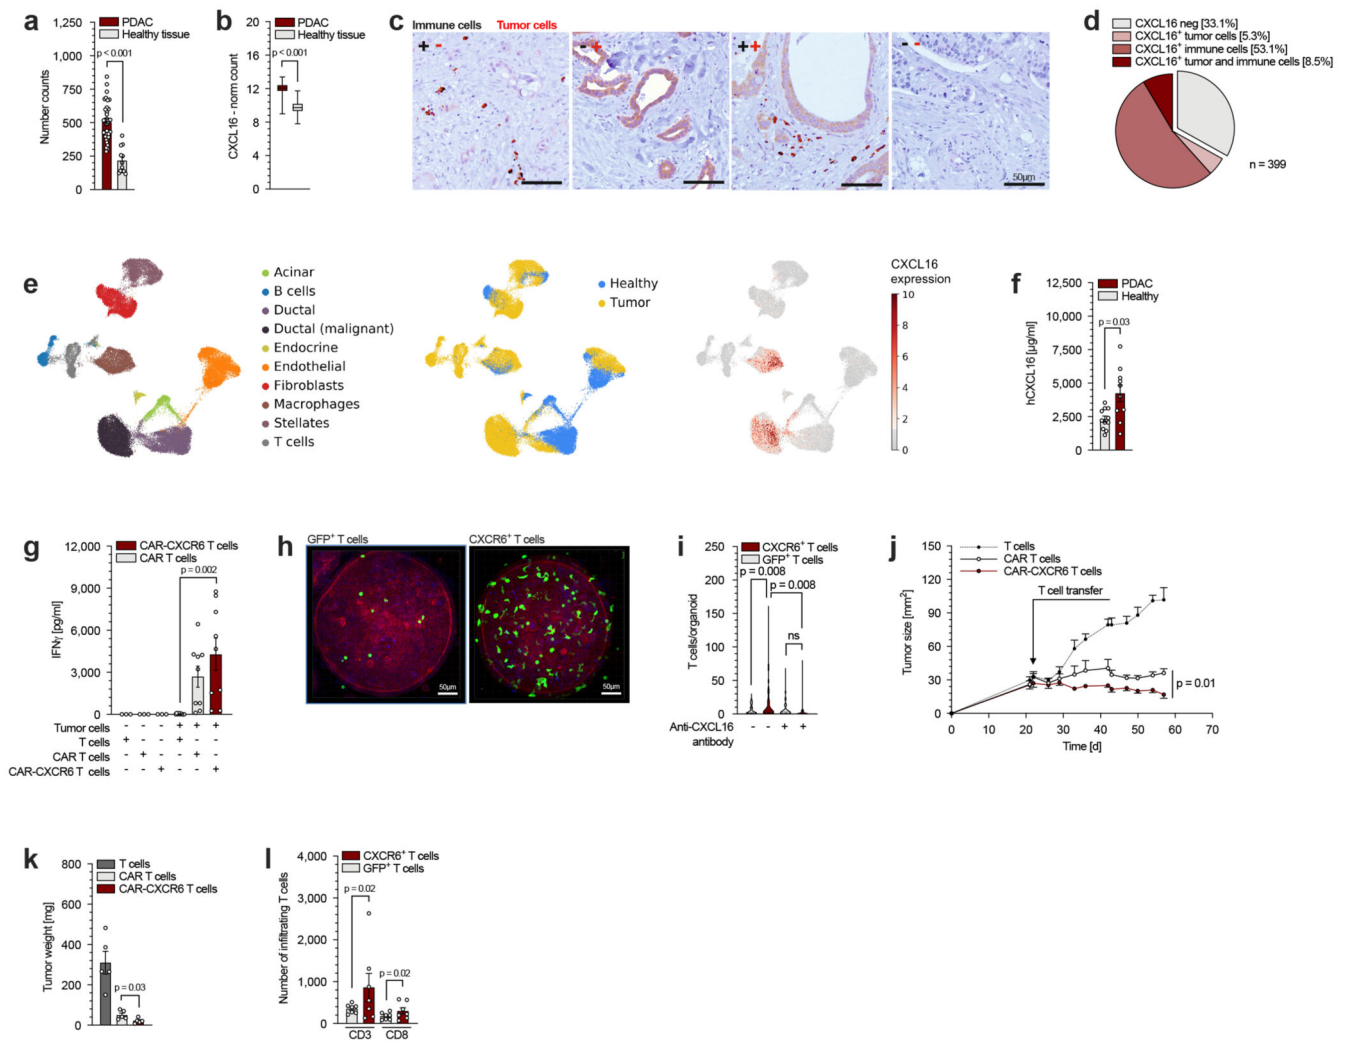 a
1,250
1,000
750
500
250
0
Number counts
PDAC
Healthy tissue
p < 0.001
b
20
16
12
8
4
0
CXCL16 - norm count
PDAC
Healthy tissue
p < 0.001
c
Immune cells Tumor cells
+ -
- +
+ +
- -
50µm
d
CXCL16 neg [33.1%]
CXCL16+ tumor cells [5.3%]
CXCL16+ immune cells [53.1%]
CXCL16+ tumor and immune cells [8.5%]
n = 399
e
Acinar
B cells
Ductal
Ductal (malignant)
Endocrine
Endothelial
Fibroblasts
Macrophages
Stellates
T cells
Healthy
Tumor
CXCL16
expression
10
8
6
4
2
0
f
12,500
10,000
7,500
5,000
2,500
0
hCXCL16 [µg/ml]
PDAC
Healthy
p = 0.03
g
12,000
9,000
6,000
3,000
0
IFNγ [pg/ml]
CAR-CXCR6 T cells
CAR T cells
p = 0.002
Tumor cells - - - + + +
T cells + - - + - -
CAR T cells - + - - + -
CAR-CXCR6 T cells - - + - - +
h
GFP+ T cells
CXCR6+ T cells
50µm
50µm
i
250
200
150
100
50
0
T cells/organoid
CXCR6+ T cells
GFP+ T cells
p = 0.008
p = 0.008
ns
Anti-CXCL16 - - + +
antibody
j
150
120
90
60
30
0
Tumor size [mm²]
T cells
CAR T cells
CAR-CXCR6 T cells
T cell transfer
p = 0.01
0 10 20 30 40 50 60 70
Time [d]
k
800
600
400
200
0
Tumor weight [mg]
T cells
CAR T cells
CAR-CXCR6 T cells
p = 0.03
l
4,000
3,000
2,000
1,000
0
Number of infiltrating T cells
CXCR6+ T cells
GFP+ T cells
p = 0.02
p = 0.02
CD3 CD8